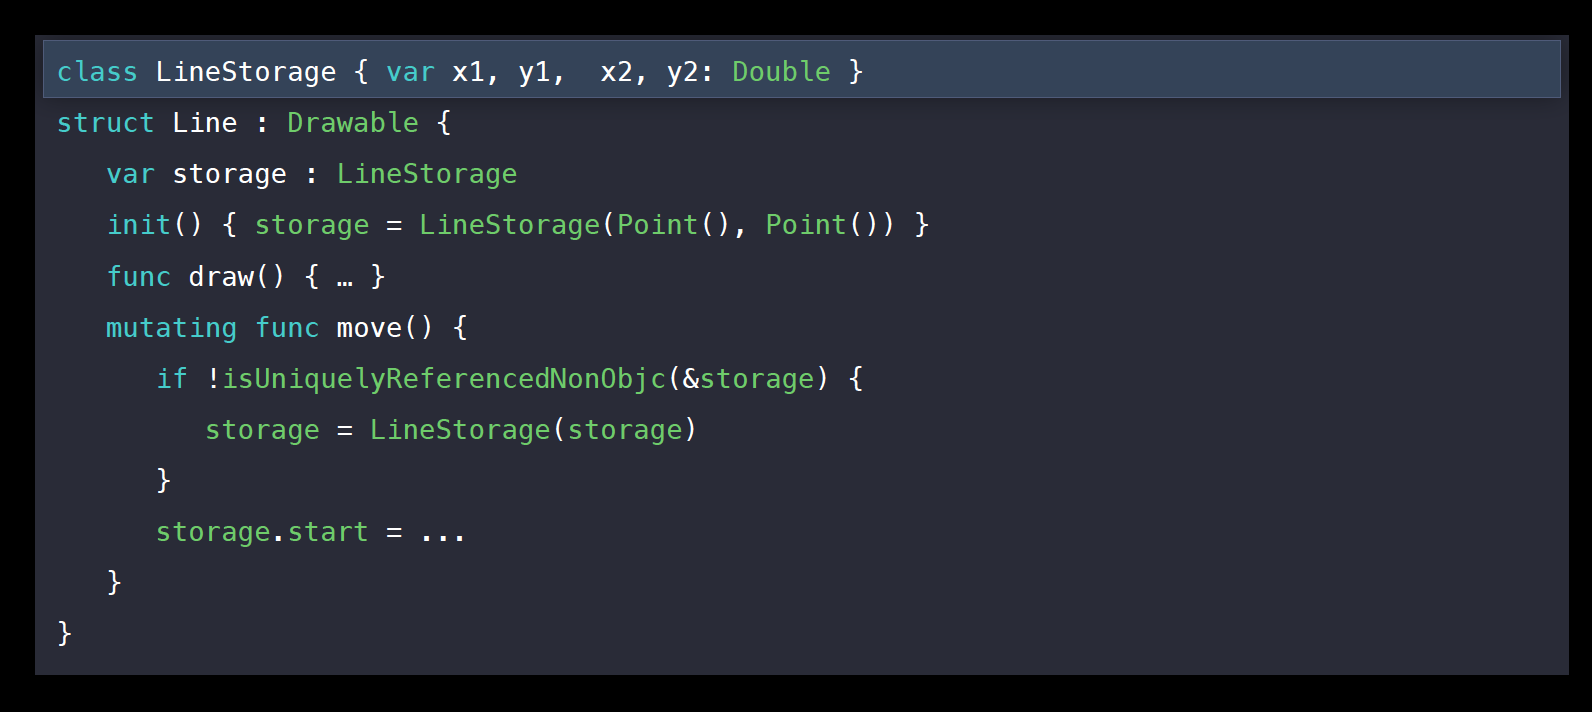 class LineStorage { var x1, y1,  x2, y2: Double }
struct Line : Drawable {
   var storage : LineStorage
   init() { storage = LineStorage(Point(), Point()) }
   func draw() { … }
   mutating func move() {
      if !isUniquelyReferencedNonObjc(&storage) {
         storage = LineStorage(storage)
      }
      storage.start = ...
   }
}